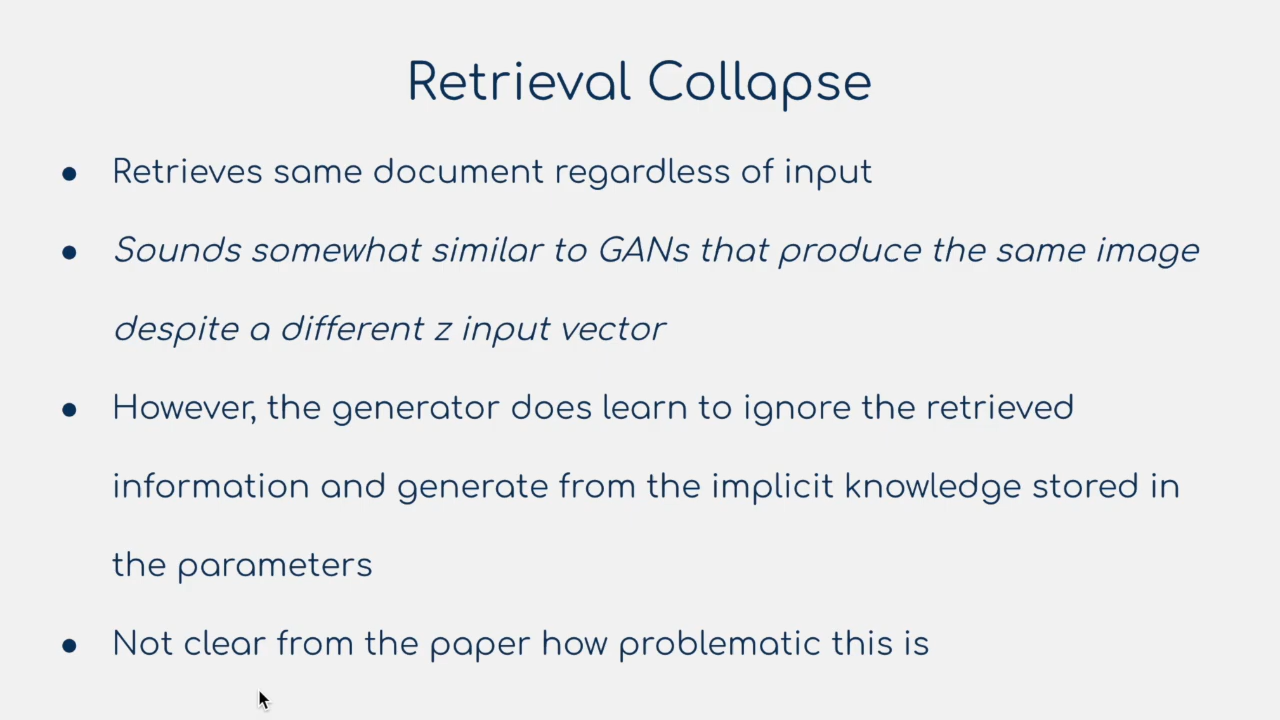 Retrieval Collapse
● Retrieves same document regardless of input
● Sounds somewhat similar to GANs that produce the same image
despite a different z input vector
● However, the generator does learn to ignore the retrieved
information and generate from the implicit knowledge stored in
the parameters
● Not clear from the paper how problematic this is